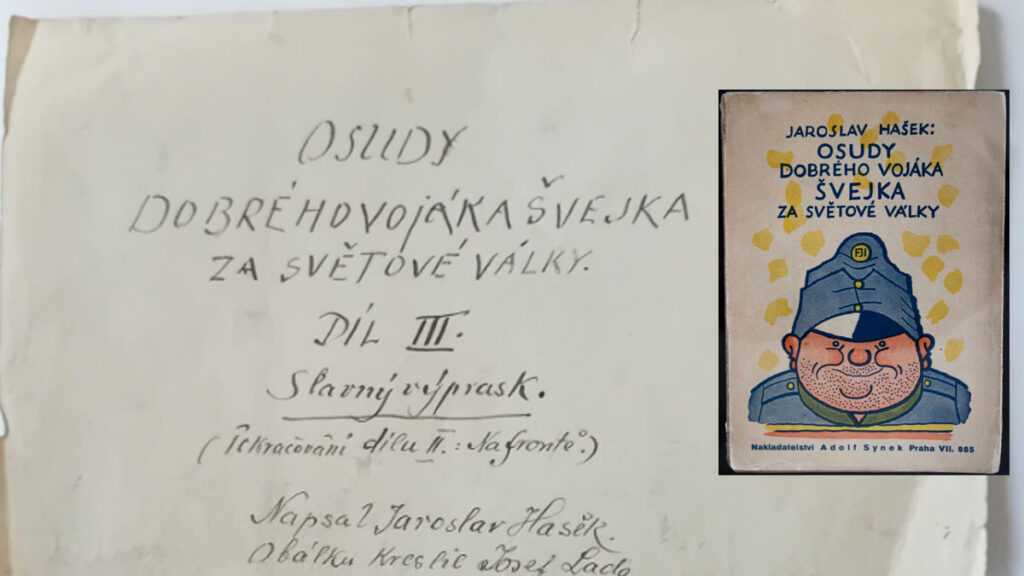 OSUDY
DOBRÉHO VOJÁKA ŠVEJKA
ZA SVĚTOVÉ VÁLKY.
DÍL III.
Slavný výprask.
(Pokračování dílu II.: Na frontě.)
Napsal Jaroslav Hašek.
Obálku kreslil Josef Lada
JAROSLAV HAŠEK:
OSUDY
DOBRÉHO VOJÁKA
ŠVEJKA
ZA SVĚTOVÉ VÁLKY
FJI
Nakladatelství Adolf Synek Praha VII. 985